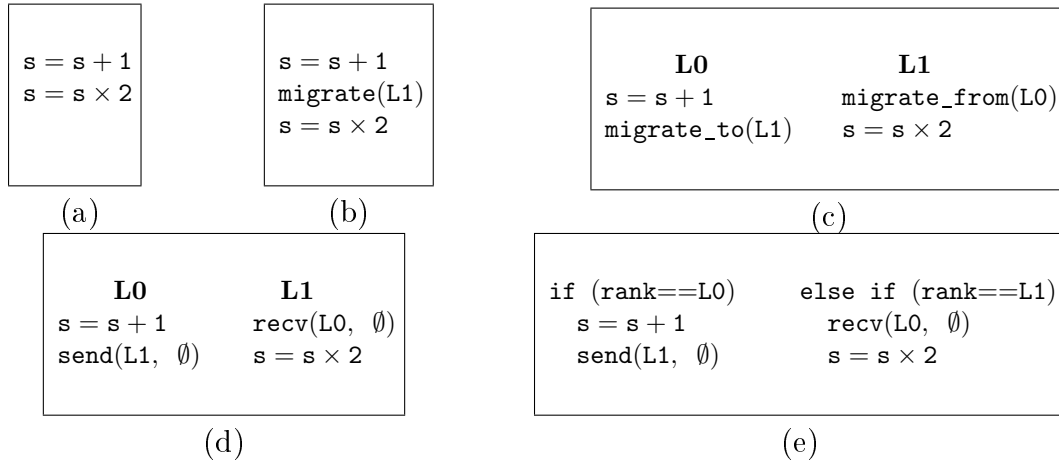 s = s + 1
s = s × 2
(a)
s = s + 1
migrate(L1)
s = s × 2
(b)
L0 L1
s = s + 1 migrate_from(L0)
migrate_to(L1) s = s × 2
(c)
L0 L1
s = s + 1 recv(L0, ∅)
send(L1, ∅) s = s × 2
(d)
if (rank==L0) else if (rank==L1)
s = s + 1 recv(L0, ∅)
send(L1, ∅) s = s × 2
(e)